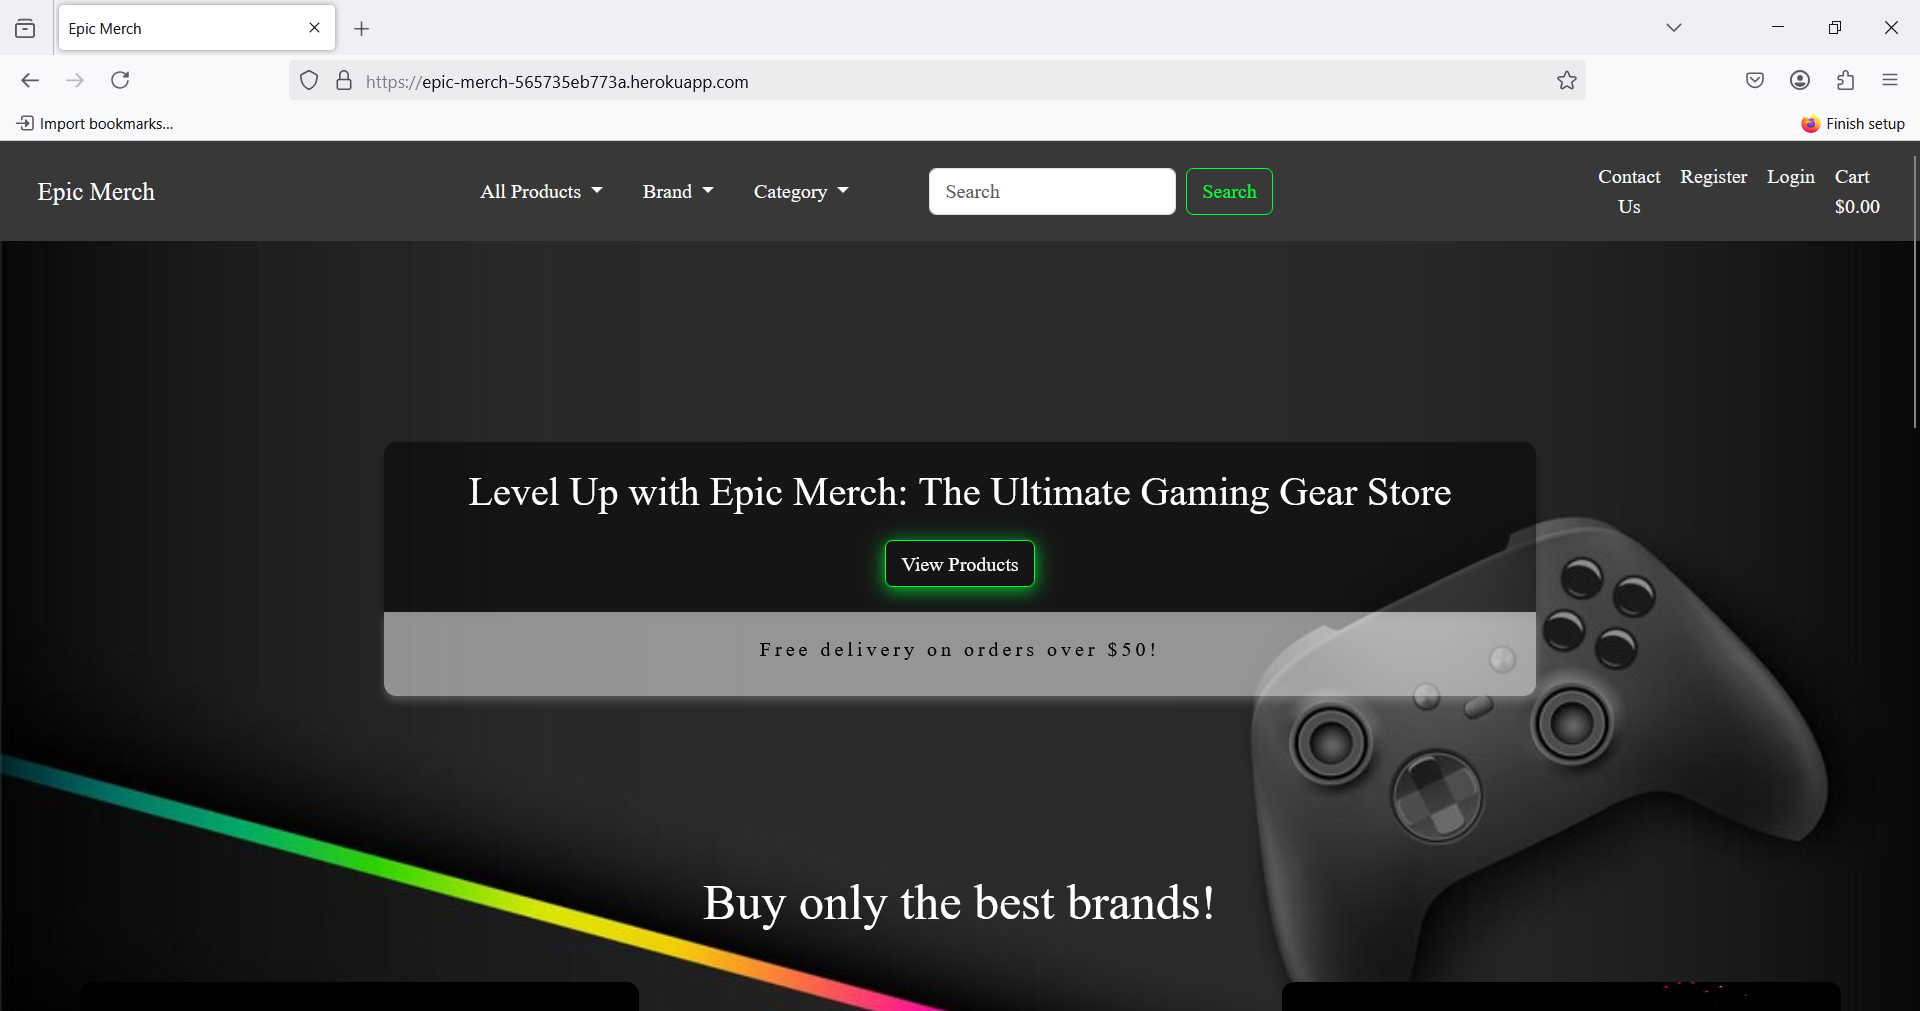 Epic Merch
https://epic-merch-565735eb773a.herokuapp.com
Import bookmarks...
Finish setup
Epic Merch
All Products
Brand
Category
Search
Search
Contact Us
Register
Login
Cart
$0.00
Level Up with Epic Merch: The Ultimate Gaming Gear Store
View Products
Free delivery on orders over $50!
Buy only the best brands!